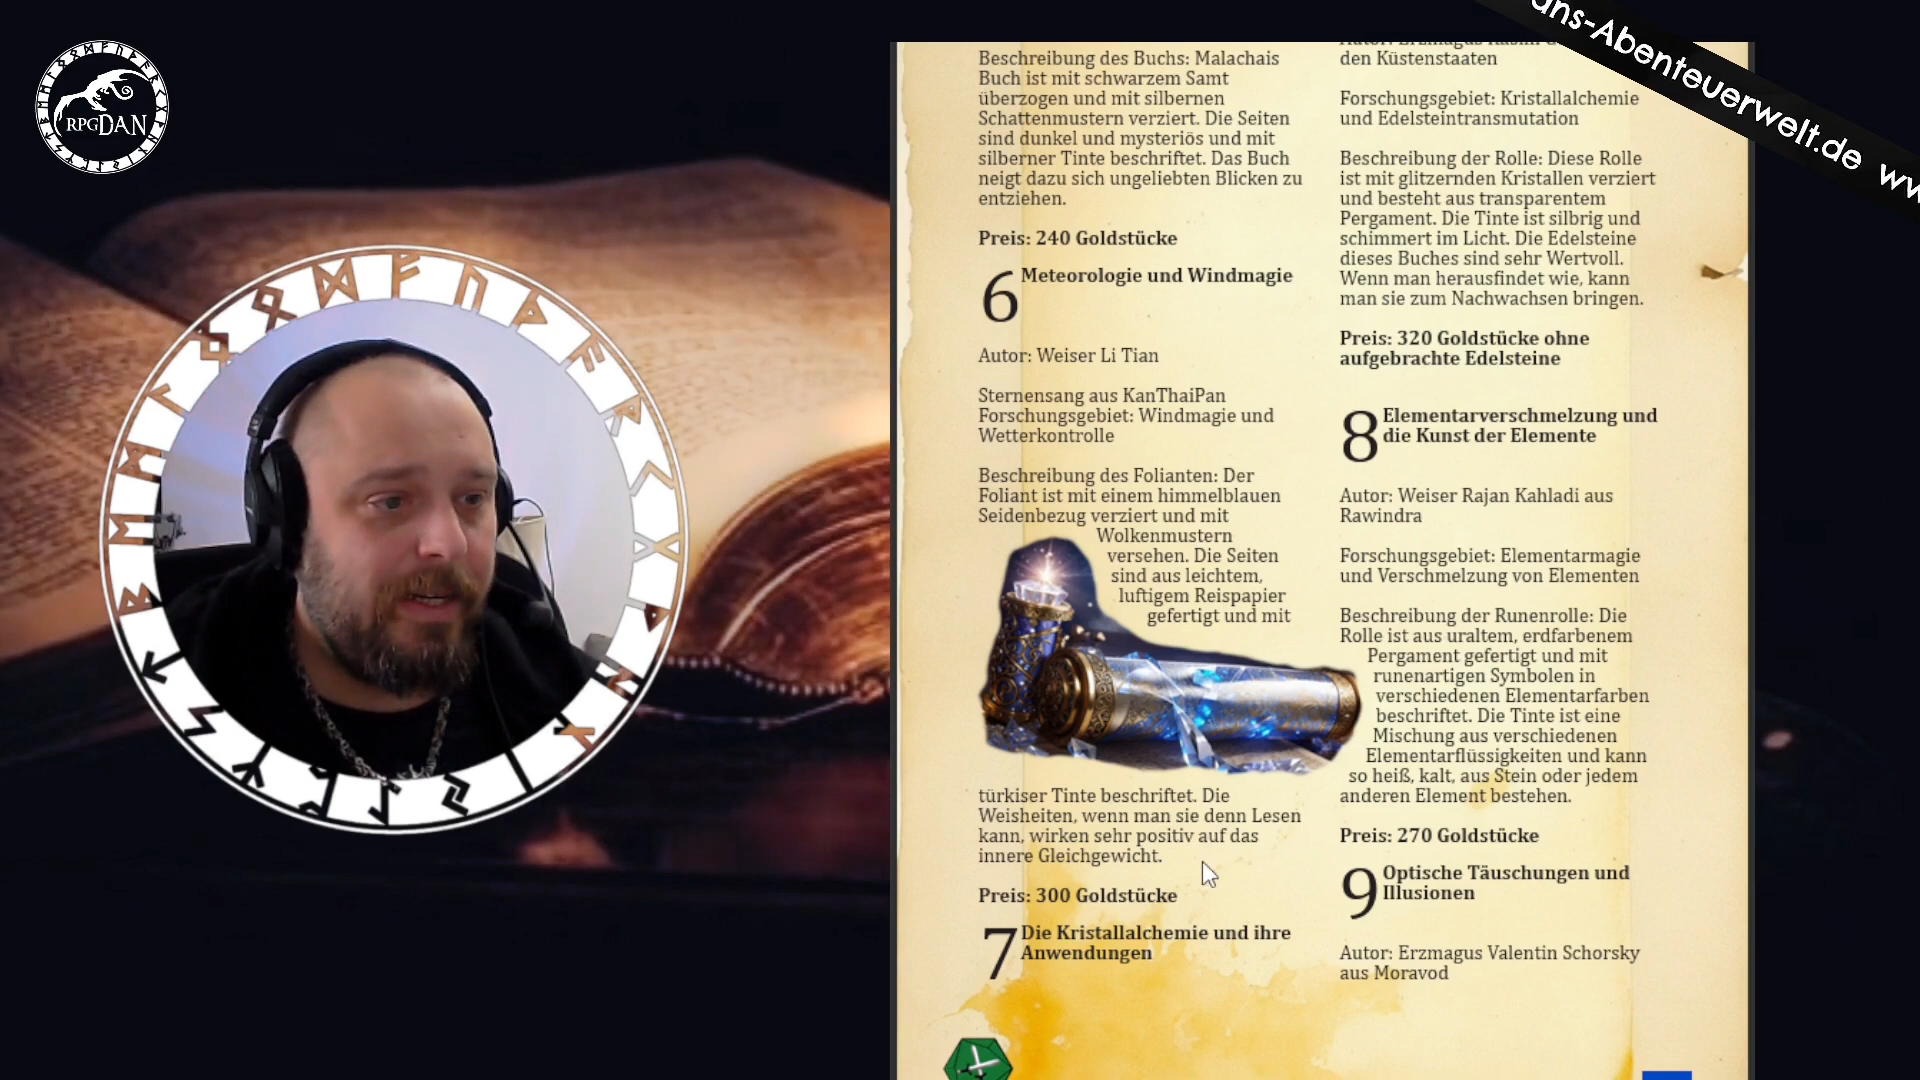 RPGDAN
ans-Abenteuerwelt.de
Beschreibung des Buchs: Malachais
Buch ist mit schwarzem Samt
überzogen und mit silbernen
Schattenmustern verziert. Die Seiten
sind dunkel und mysteriös und mit
silberner Tinte beschriftet. Das Buch
neigt dazu sich ungeliebten Blicken zu
entziehen.
Preis: 240 Goldstücke
6 Meteorologie und Windmagie
Autor: Weiser Li Tian
Sternensang aus KanThaiPan
Forschungsgebiet: Windmagie und
Wetterkontrolle
Beschreibung des Folianten: Der
Foliant ist mit einem himmelblauen
Seidenbezug verziert und mit
Wolkenmustern
versehen. Die Seiten
sind aus leichtem,
luftigem Reispapier
gefertigt und mit
türkiser Tinte beschriftet. Die
Weisheiten, wenn man sie denn Lesen
kann, wirken sehr positiv auf das
innere Gleichgewicht.
Preis: 300 Goldstücke
7 Die Kristallalchemie und ihre
Anwendungen
den Küstenstaaten
Forschungsgebiet: Kristallalchemie
und Edelsteintransmutation
Beschreibung der Rolle: Diese Rolle
ist mit glitzernden Kristallen verziert
und besteht aus transparentem
Pergament. Die Tinte ist silbrig und
schimmert im Licht. Die Edelsteine
dieses Buches sind sehr Wertvoll.
Wenn man herausfindet wie, kann
man sie zum Nachwachsen bringen.
Preis: 320 Goldstücke ohne
aufgebrachte Edelsteine
8 Elementarverschmelzung und
die Kunst der Elemente
Autor: Weiser Rajan Kahladi aus
Rawindra
Forschungsgebiet: Elementarmagie
und Verschmelzung von Elementen
Beschreibung der Runenrolle: Die
Rolle ist aus uraltem, erdfarbenem
Pergament gefertigt und mit
runenartigen Symbolen in
verschiedenen Elementarfarben
beschriftet. Die Tinte ist eine
Mischung aus verschiedenen
Elementarflüssigkeiten und kann
so heiß, kalt, aus Stein oder jedem
anderen Element bestehen.
Preis: 270 Goldstücke
9 Optische Täuschungen und
Illusionen
Autor: Erzmagus Valentin Schorsky
aus Moravod